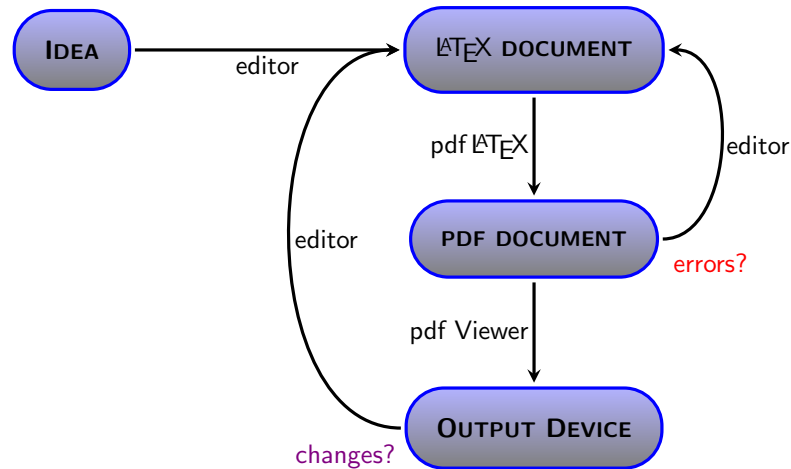 IDEA
LATEX DOCUMENT
editor
pdf LATEX
editor
editor
PDF DOCUMENT
errors?
pdf Viewer
OUTPUT DEVICE
changes?